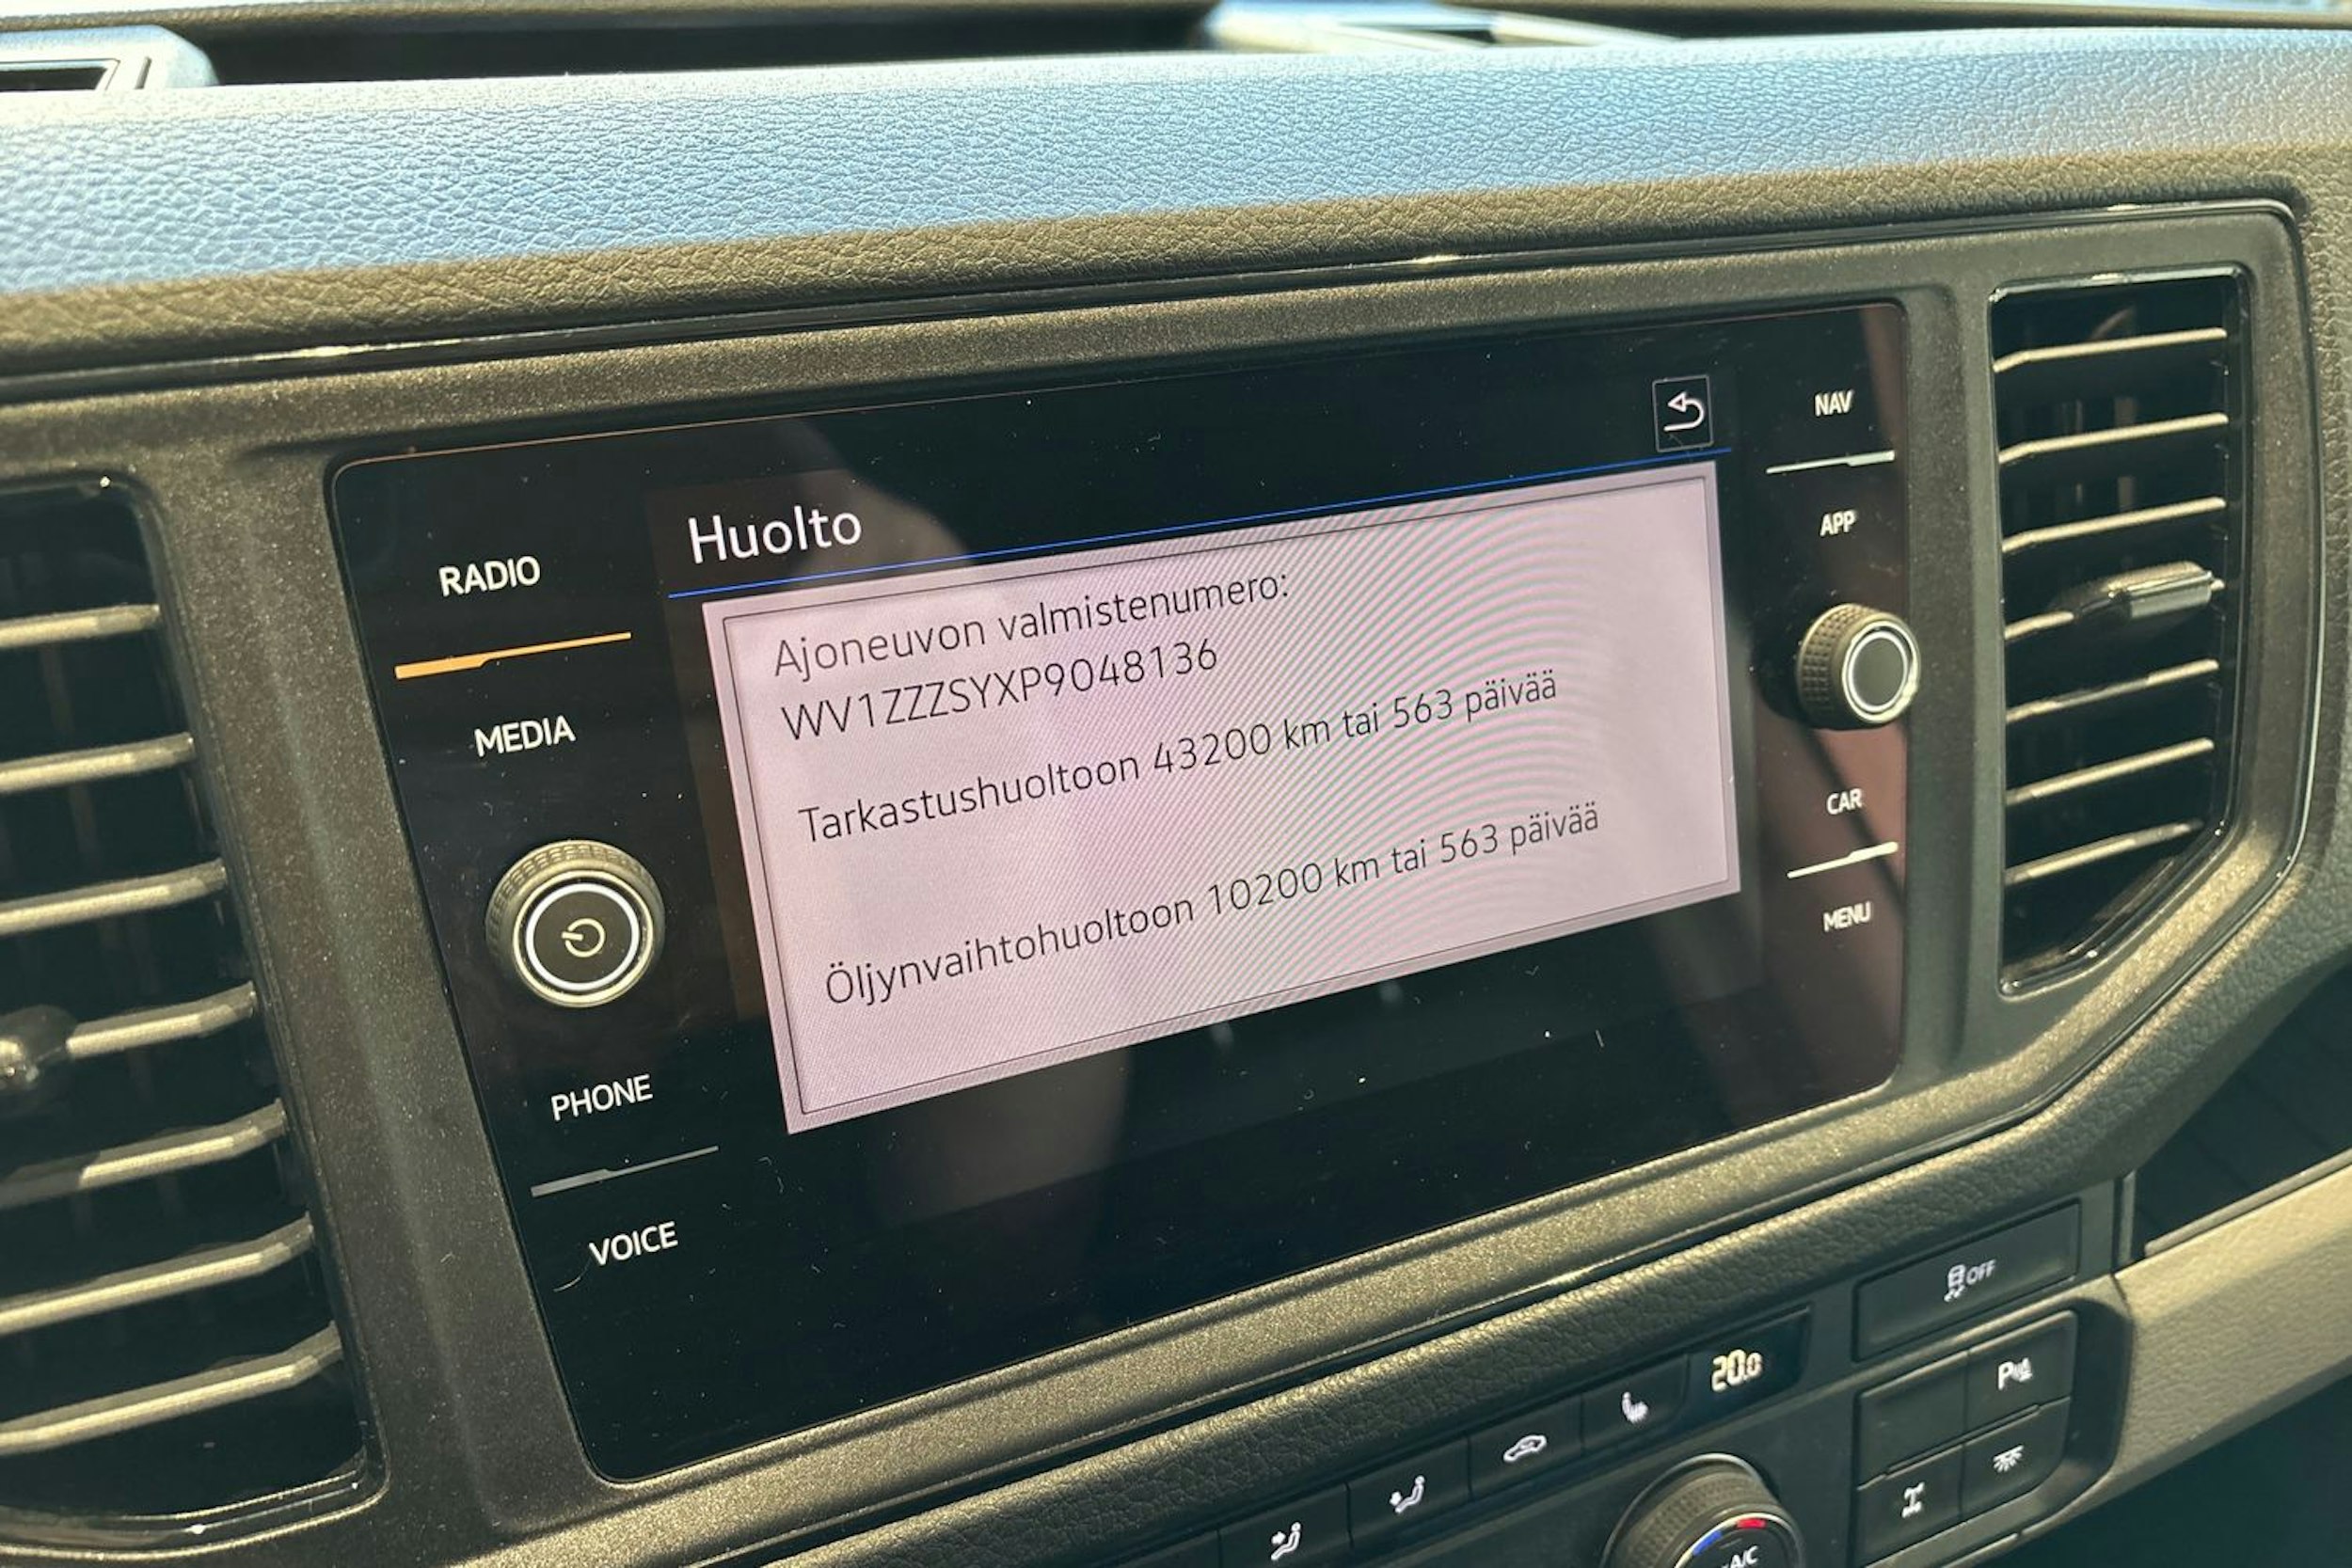 Huolto
Ajoneuvon valmistenumero:
WV1ZZZSYXP9048136
Tarkastushuoltoon 43200 km tai 563 päivää
Öljynvaihtohuoltoon 10200 km tai 563 päivää
RADIO
MEDIA
PHONE
VOICE
NAV
APP
CAR
MENU
OFF
20.0
P
A/C